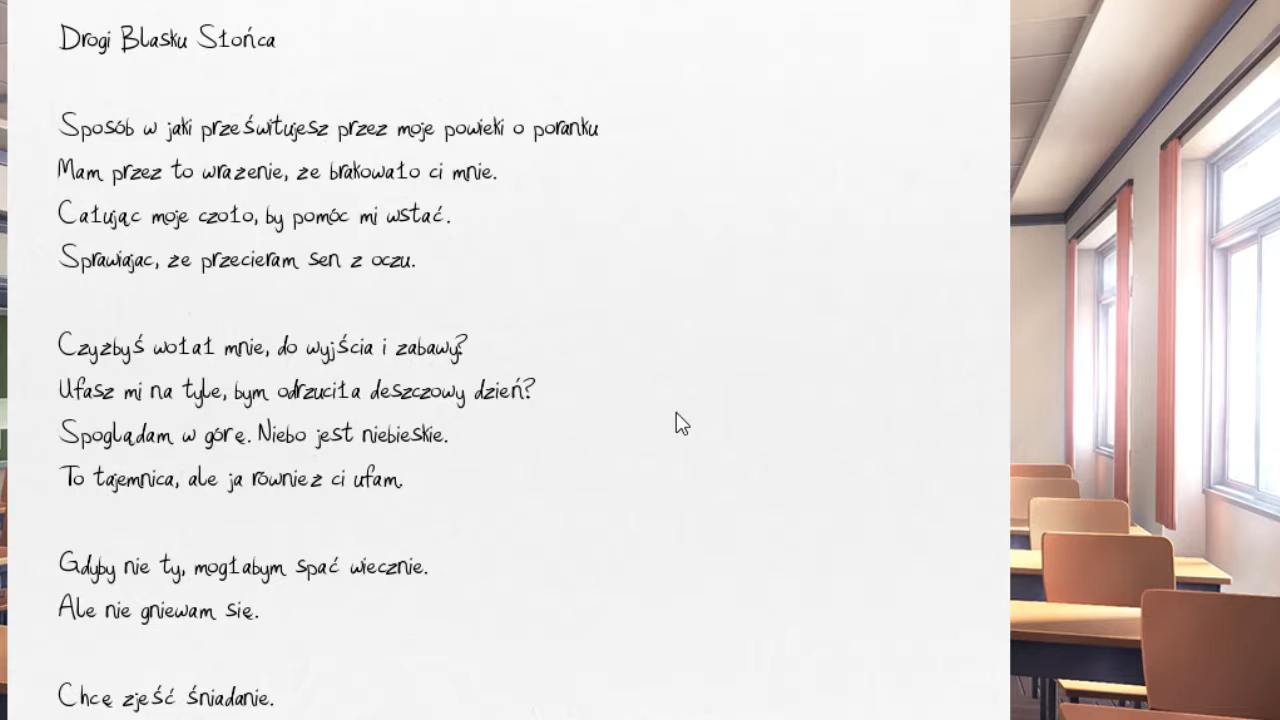 Drogi Blasku Słońca
Sposób w jaki prześwitujesz przez moje powieki o poranku
Mam przez to wrażenie, że brakowało ci mnie.
Całując moje czoło, by pomóc mi wstać.
Sprawiając, że przecieram sen z oczu.
Czyżbyś wołał mnie, do wyjścia i zabawy?
Ufasz mi na tyle, bym odrzuciła deszczowy dzień?
Spoglądam w górę. Niebo jest niebieskie.
To tajemnica, ale ja również ci ufam.
Gdyby nie ty, mogłabym spać wiecznie.
Ale nie gniewam się.
Chcę zjeść śniadanie.